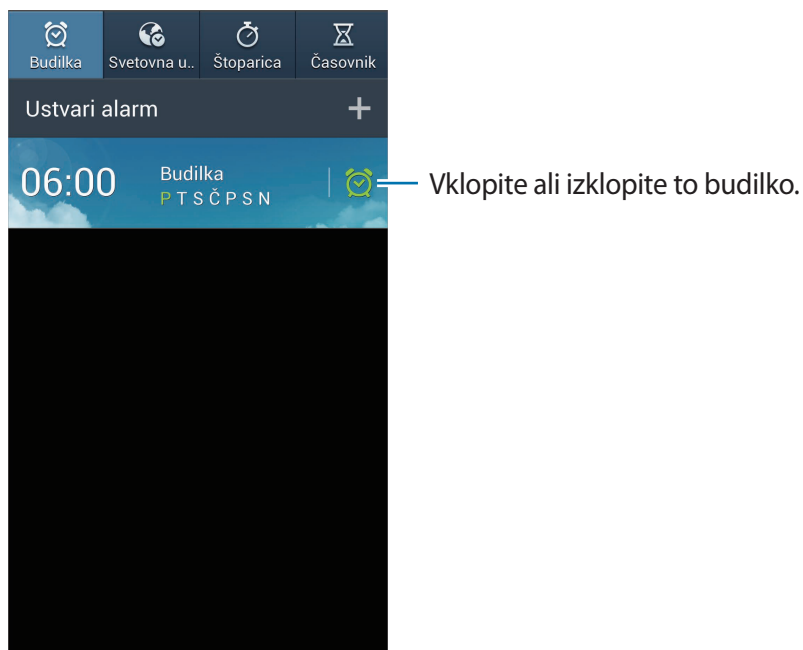 Budilka Svetovna u.. Štoparica Časovnik
Ustvari alarm
06:00 Budilka
P T S Č P S N
Vklopite ali izklopite to budilko.